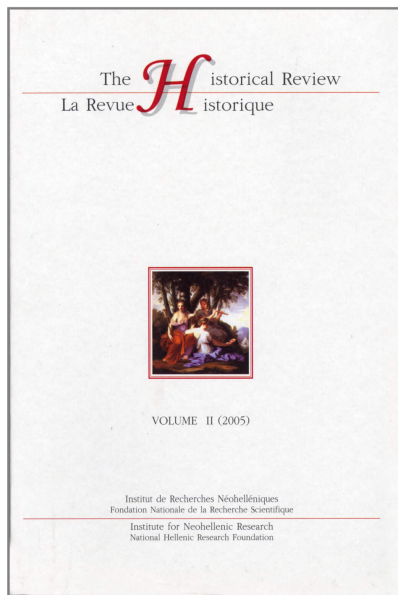 The Historical Review
La Revue Historique
VOLUME II (2005)
Institut de Recherches Néohelléniques
Fondation Nationale de la Recherche Scientifique
Institute for Neohellenic Research
National Hellenic Research Foundation